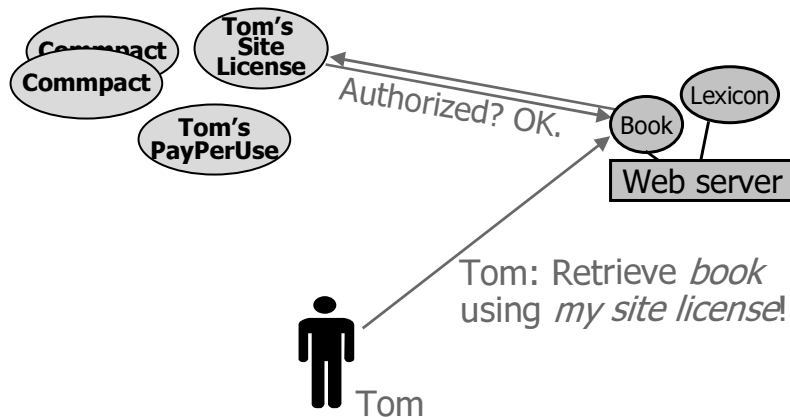 Commpact
Commpact
Tom's
Site
License
Tom's
PayPerUse
Authorized? OK.
Book
Lexicon
Web server
Tom: Retrieve book
using my site license!
Tom